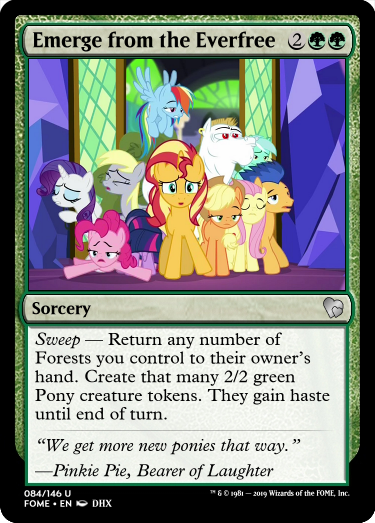 Emerge from the Everfree 2
Sorcery
Sweep — Return any number of
Forests you control to their owner's
hand. Create that many 2/2 green
Pony creature tokens. They gain haste
until end of turn.
“We get more new ponies that way.”
—Pinkie Pie, Bearer of Laughter
084/146 U
FOME • EN DHX
™ & © 1981 — 2019 Wizards of the FOME, Inc.